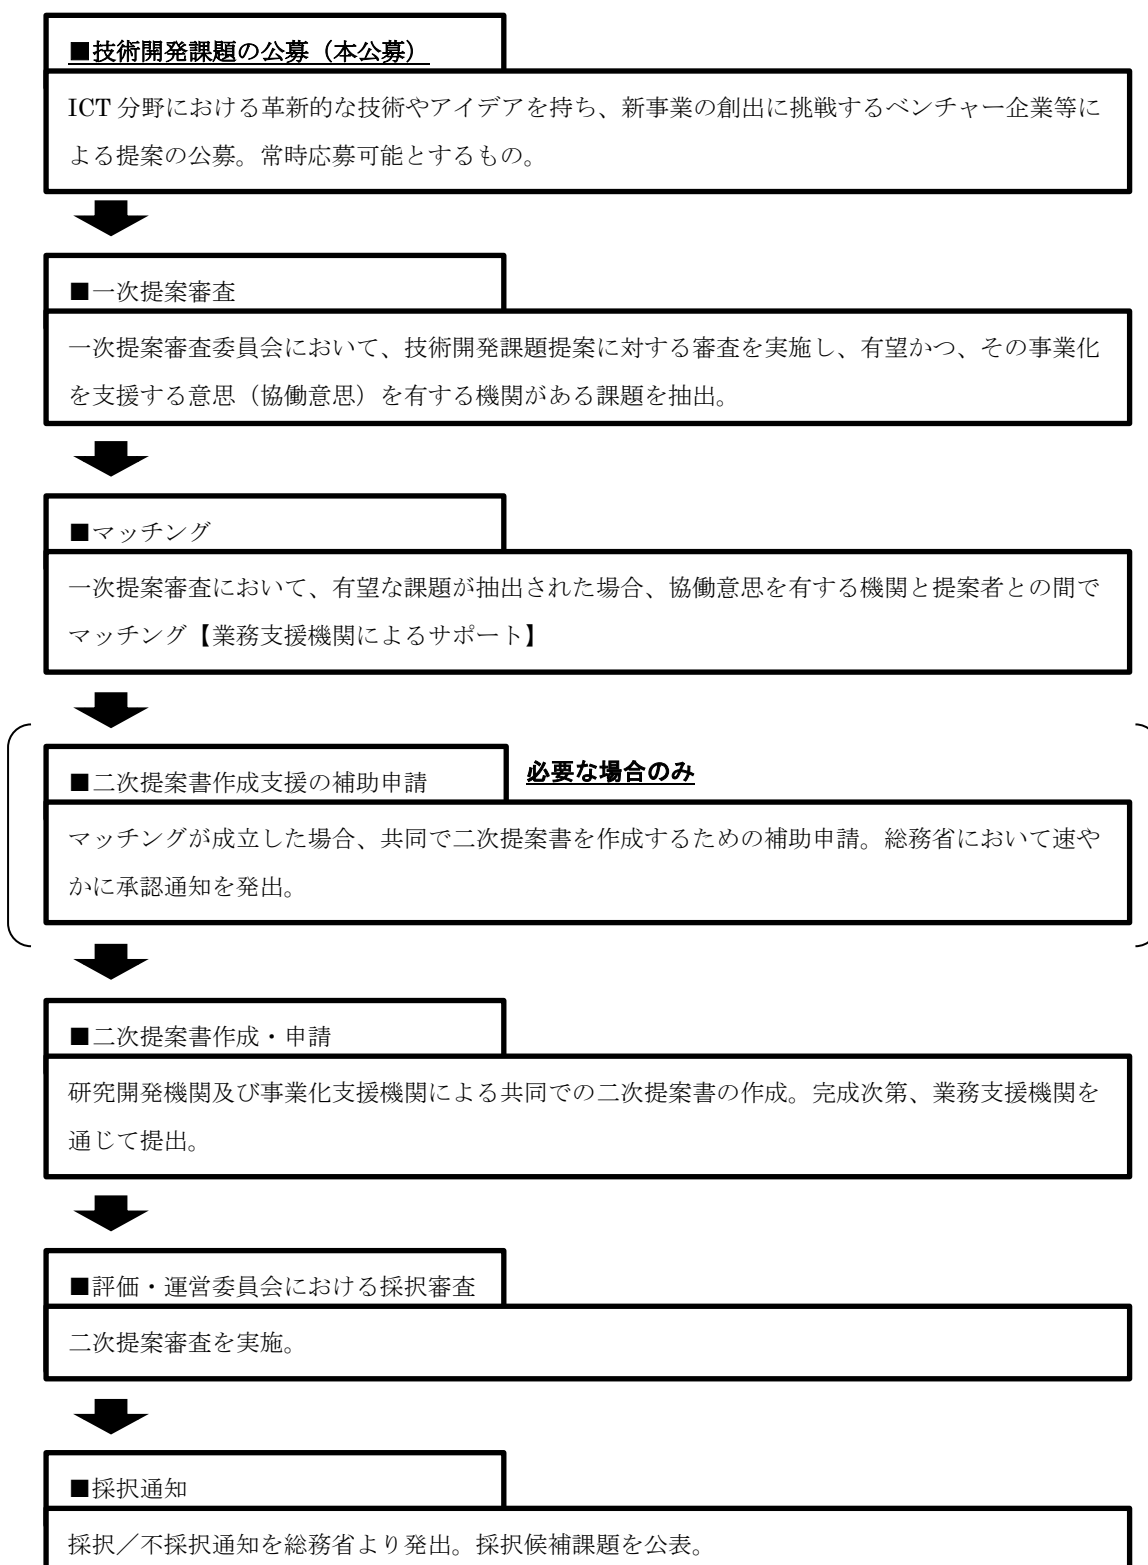 ■技術開発課題の公募（本公募）
ICT 分野における革新的な技術やアイデアを持ち、新事業の創出に挑戦するベンチャー企業等に
よる提案の公募。常時応募可能とするもの。
■一次提案審査
一次提案審査委員会において、技術開発課題提案に対する審査を実施し、有望かつ、その事業化
を支援する意思（協働意思）を有する機関がある課題を抽出。
■マッチング
一次提案審査において、有望な課題が抽出された場合、協働意思を有する機関と提案者との間で
マッチング【業務支援機関によるサポート】
■二次提案書作成支援の補助申請 必要な場合のみ
マッチングが成立した場合、共同で二次提案書を作成するための補助申請。総務省において速や
かに承認通知を発出。
■二次提案書作成・申請
研究開発機関及び事業化支援機関による共同での二次提案書の作成。完成次第、業務支援機関を
通じて提出。
■評価・運営委員会における採択審査
二次提案審査を実施。
■採択通知
採択／不採択通知を総務省より発出。採択候補課題を公表。